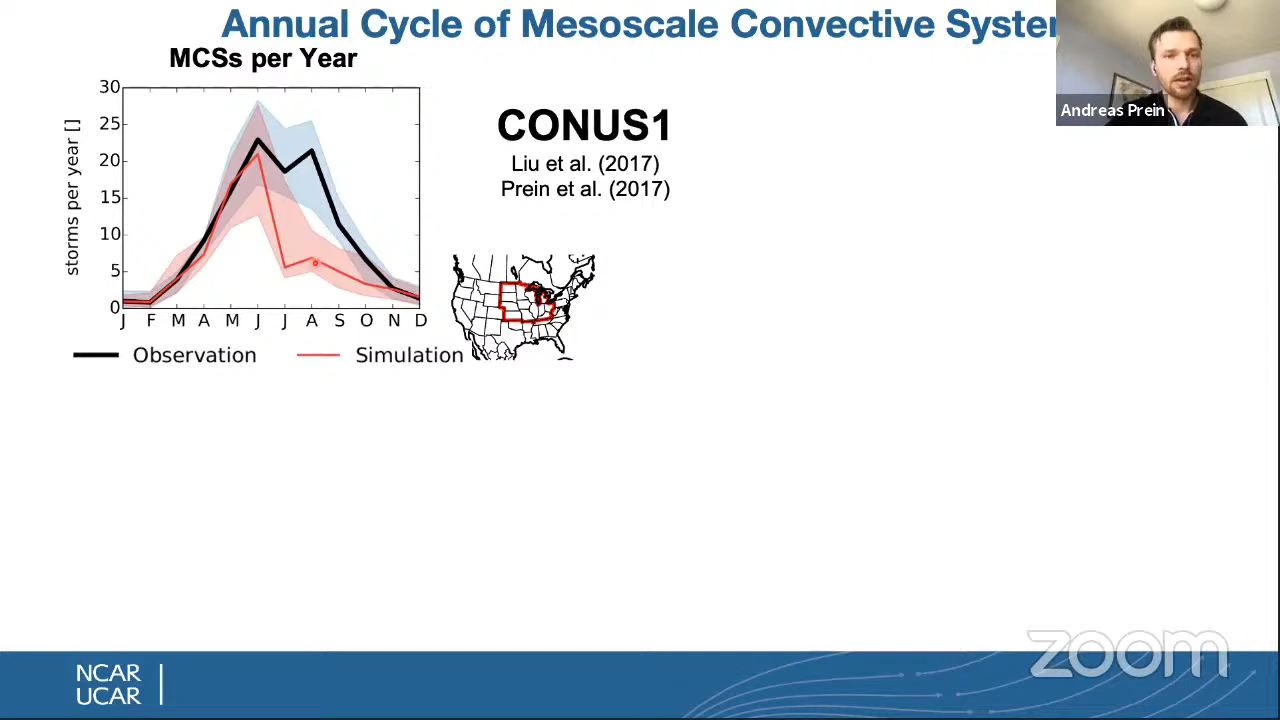 Annual Cycle of Mesoscale Convective System
MCSs per Year
Andreas Prein
CONUS1
Liu et al. (2017)
Prein et al. (2017)
storms per year []
30
25
20
15
10
5
0
J F M A M J J A S O N D
Observation
Simulation
zoom
NCAR
UCAR